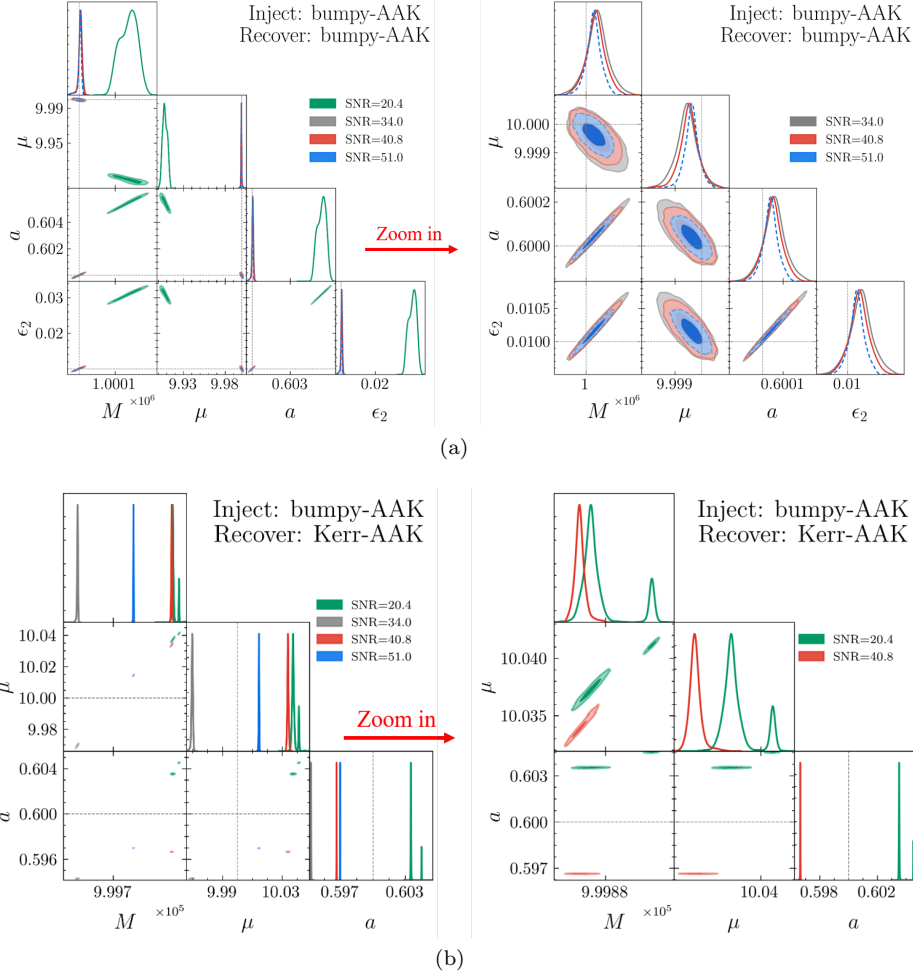 Inject: bumpy-AAK
Recover: bumpy-AAK
SNR=20.4
SNR=34.0
SNR=40.8
SNR=51.0
μ
9.99
9.95
a
0.604
0.602
ϵ₂
0.03
0.02
1.0001
9.93
9.98
0.603
0.02
M ×10⁶
μ
a
ϵ₂
Zoom in
Inject: bumpy-AAK
Recover: bumpy-AAK
SNR=34.0
SNR=40.8
SNR=51.0
μ
10.000
9.999
a
0.6002
0.6000
ϵ₂
0.0105
0.0100
1
9.999
0.6001
0.01
M ×10⁶
μ
a
ϵ₂
(a)
Inject: bumpy-AAK
Recover: Kerr-AAK
SNR=20.4
SNR=34.0
SNR=40.8
SNR=51.0
μ
10.04
10.02
10.00
9.98
a
0.604
0.600
0.596
9.997
9.99
10.03
0.597
0.603
M ×10⁵
μ
a
Zoom in
Inject: bumpy-AAK
Recover: Kerr-AAK
SNR=20.4
SNR=40.8
μ
10.040
10.035
a
0.603
0.600
0.597
9.9988
10.04
0.598
0.602
M ×10⁵
μ
a
(b)